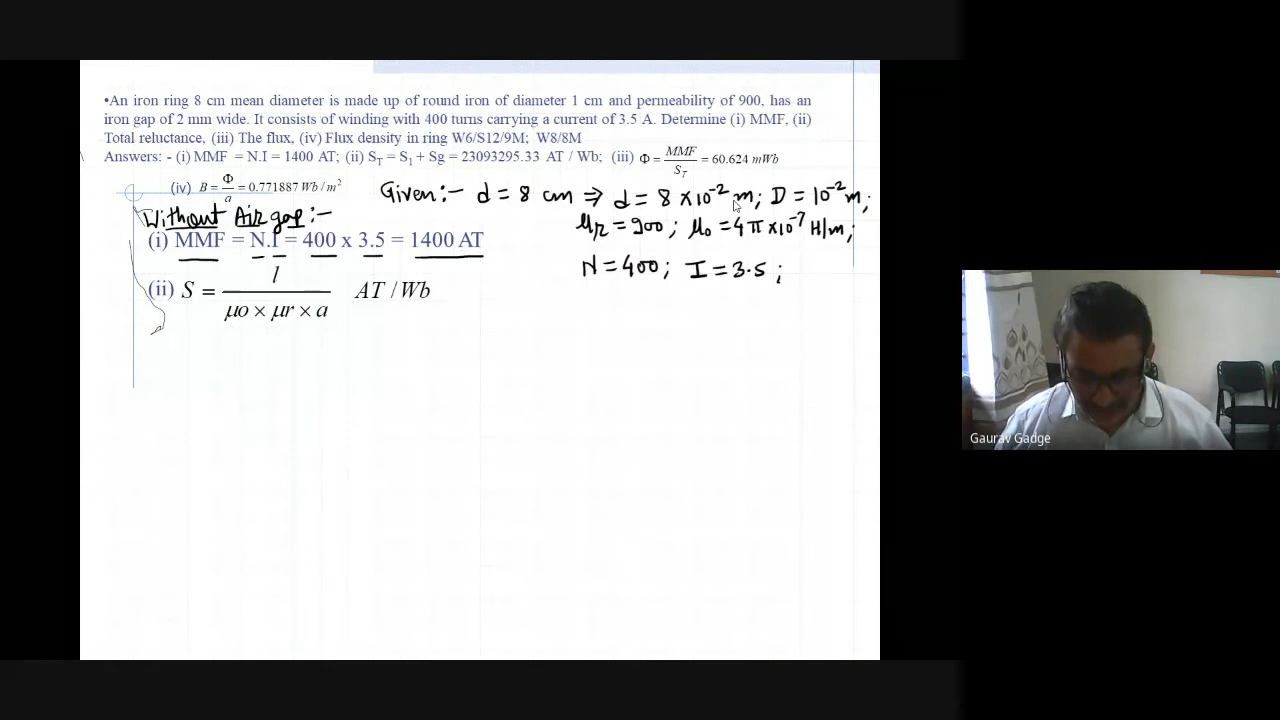 •An iron ring 8 cm mean diameter is made up of round iron of diameter 1 cm and permeability of 900, has an
iron gap of 2 mm wide. It consists of winding with 400 turns carrying a current of 3.5 A. Determine (i) MMF, (ii)
Total reluctance, (iii) The flux, (iv) Flux density in ring W6/S12/9M; W8/8M
Answers: - (i) MMF = N.I = 1400 AT; (ii) S_T = S_i + Sg = 23093295.33 AT / Wb; (iii) Φ = MMF / S_T = 60.624 mWb
(iv) B = Φ / a = 0.771887 Wb / m²
Given:- d = 8 cm ⇒ d = 8 × 10⁻² m; D = 10⁻² m;
Without Air gap:-
μr = 900; μ₀ = 4π × 10⁻⁷ H/m;
(i) MMF = N.I = 400 x 3.5 = 1400 AT
N = 400; I = 3.5;
(ii) S = l / μo × μr × a AT / Wb
Gaurav Gadge